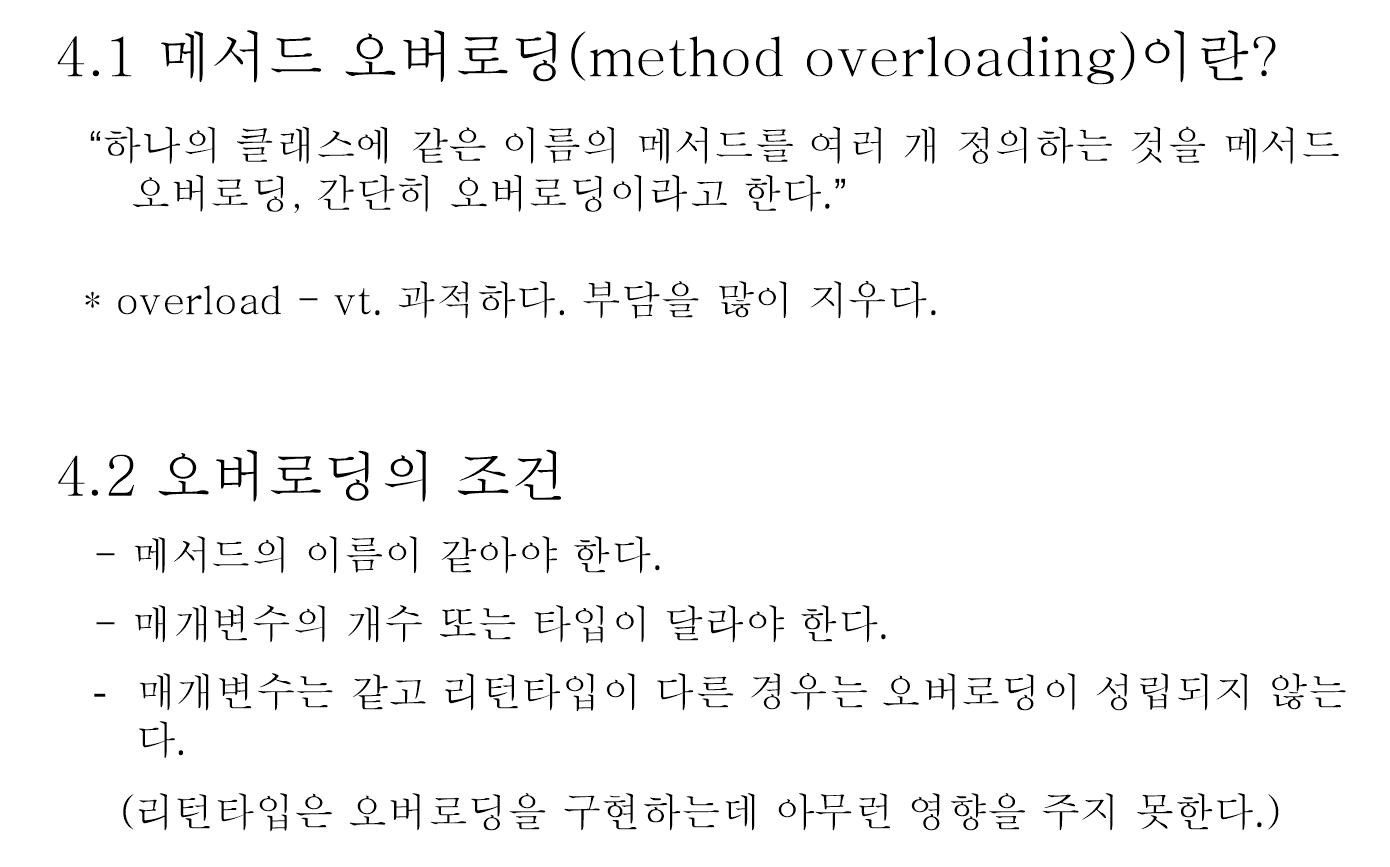 4.1 메서드 오버로딩(method overloading)이란?
“하나의 클래스에 같은 이름의 메서드를 여러 개 정의하는 것을 메서드
오버로딩, 간단히 오버로딩이라고 한다.”
* overload - vt. 과적하다. 부담을 많이 지우다.
4.2 오버로딩의 조건
- 메서드의 이름이 같아야 한다.
- 매개변수의 개수 또는 타입이 달라야 한다.
- 매개변수는 같고 리턴타입이 다른 경우는 오버로딩이 성립되지 않는
다.
(리턴타입은 오버로딩을 구현하는데 아무런 영향을 주지 못한다.)